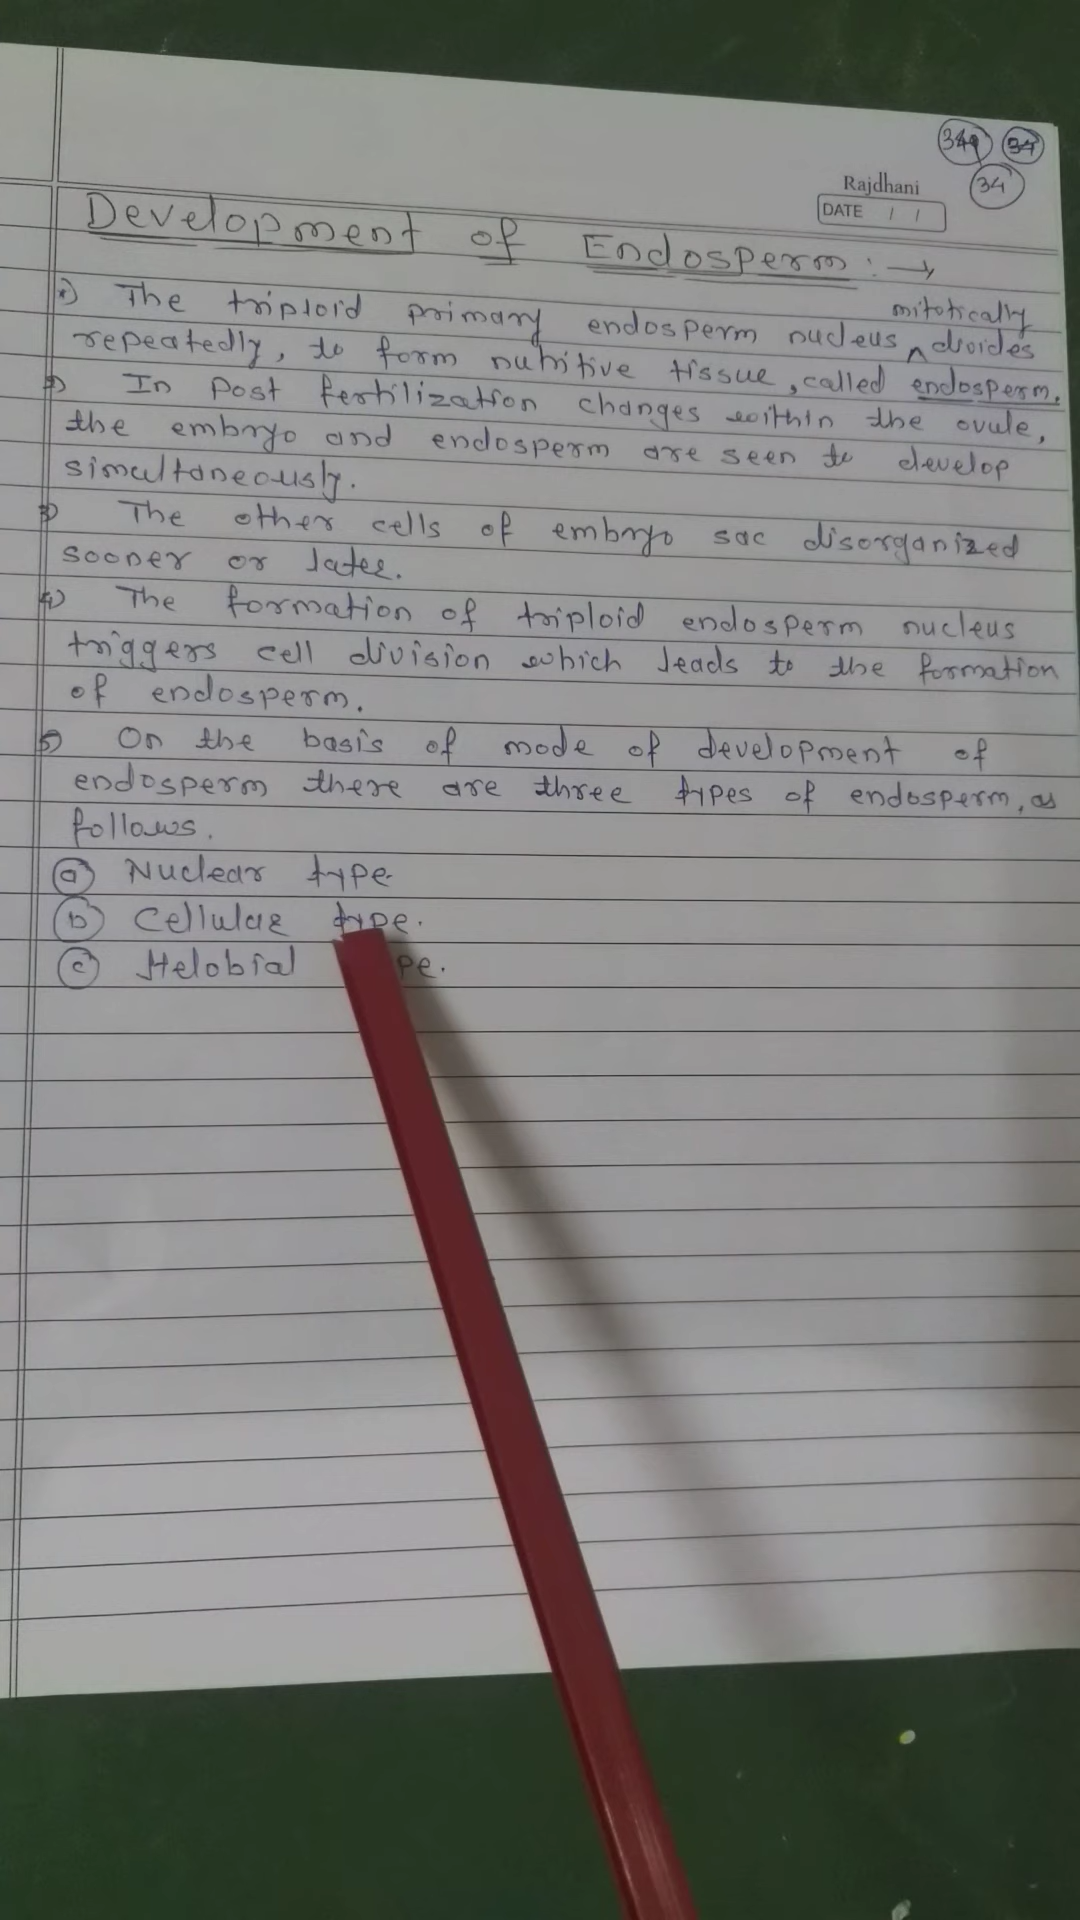 34
Rajdhani
34
DATE / /
Development of Endosperm : →
1) The triploid primary endosperm nucleus ^ mitotically divides
repeatedly, to form nutritive tissue, called endosperm.
2) In Post fertilization changes within the ovule,
the embryo and endosperm are seen to develop
simultaneously.
3) The other cells of embryo sac disorganized
sooner or later.
4) The formation of triploid endosperm nucleus
triggers cell division which leads to the formation
of endosperm.
5) On the basis of mode of development of
endosperm there are three types of endosperm, as
follows.
a) Nuclear type
b) Cellular type.
c) Helobial pe.